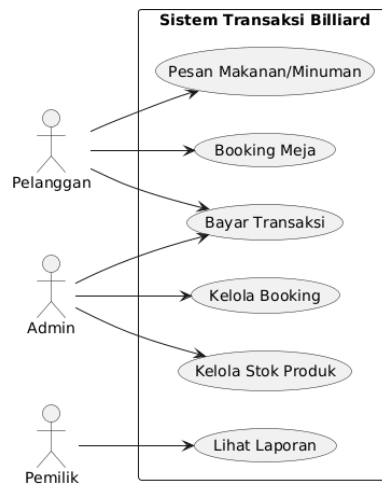 Sistem Transaksi Billiard
Pesan Makanan/Minuman
Pelanggan
Booking Meja
Bayar Transaksi
Admin
Kelola Booking
Kelola Stok Produk
Pemilik
Lihat Laporan